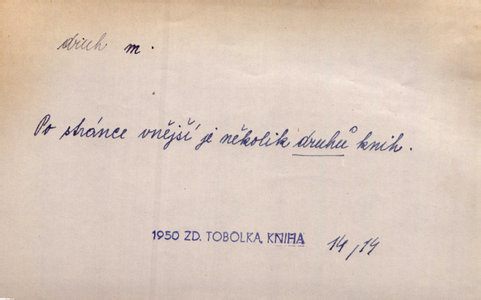 druh m.
Po stránce vnější je několik druhů knih.
1950 ZD. TOBOLKA, KNIHA 14,14